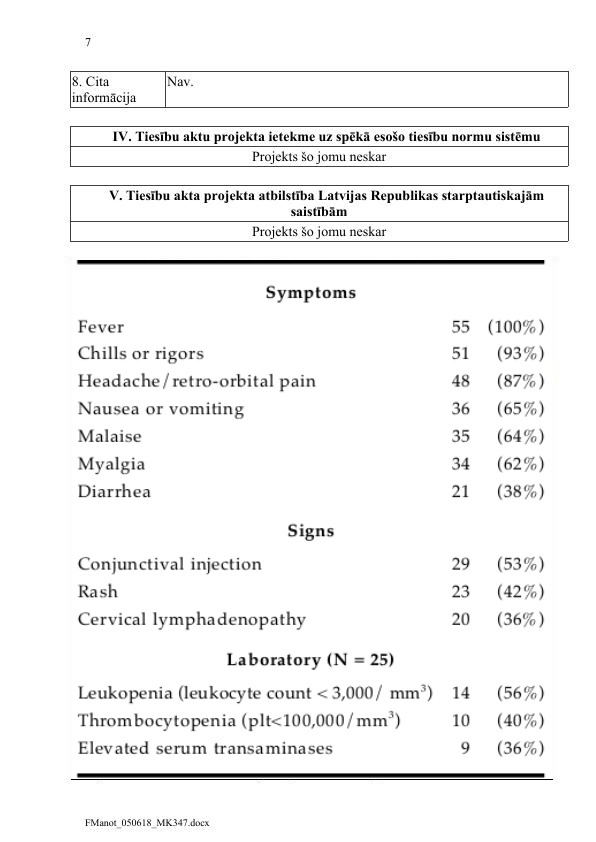 7
8. Cita Nav.
informācija
IV. Tiesību aktu projekta ietekme uz spēkā esošo tiesību normu sistēmu
Projekts šo jomu neskar
V. Tiesību akta projekta atbilstība Latvijas Republikas starptautiskajām
saistībām
Projekts šo jomu neskar
Symptoms
Fever 55 (100%)
Chills or rigors 51 (93%)
Headache/retro-orbital pain 48 (87%)
Nausea or vomiting 36 (65%)
Malaise 35 (64%)
Myalgia 34 (62%)
Diarrhea 21 (38%)
Signs
Conjunctival injection 29 (53%)
Rash 23 (42%)
Cervical lymphadenopathy 20 (36%)
Laboratory (N = 25)
Leukopenia (leukocyte count < 3,000/ mm³) 14 (56%)
Thrombocytopenia (plt<100,000/mm³) 10 (40%)
Elevated serum transaminases 9 (36%)
FManot_050618_MK347.docx